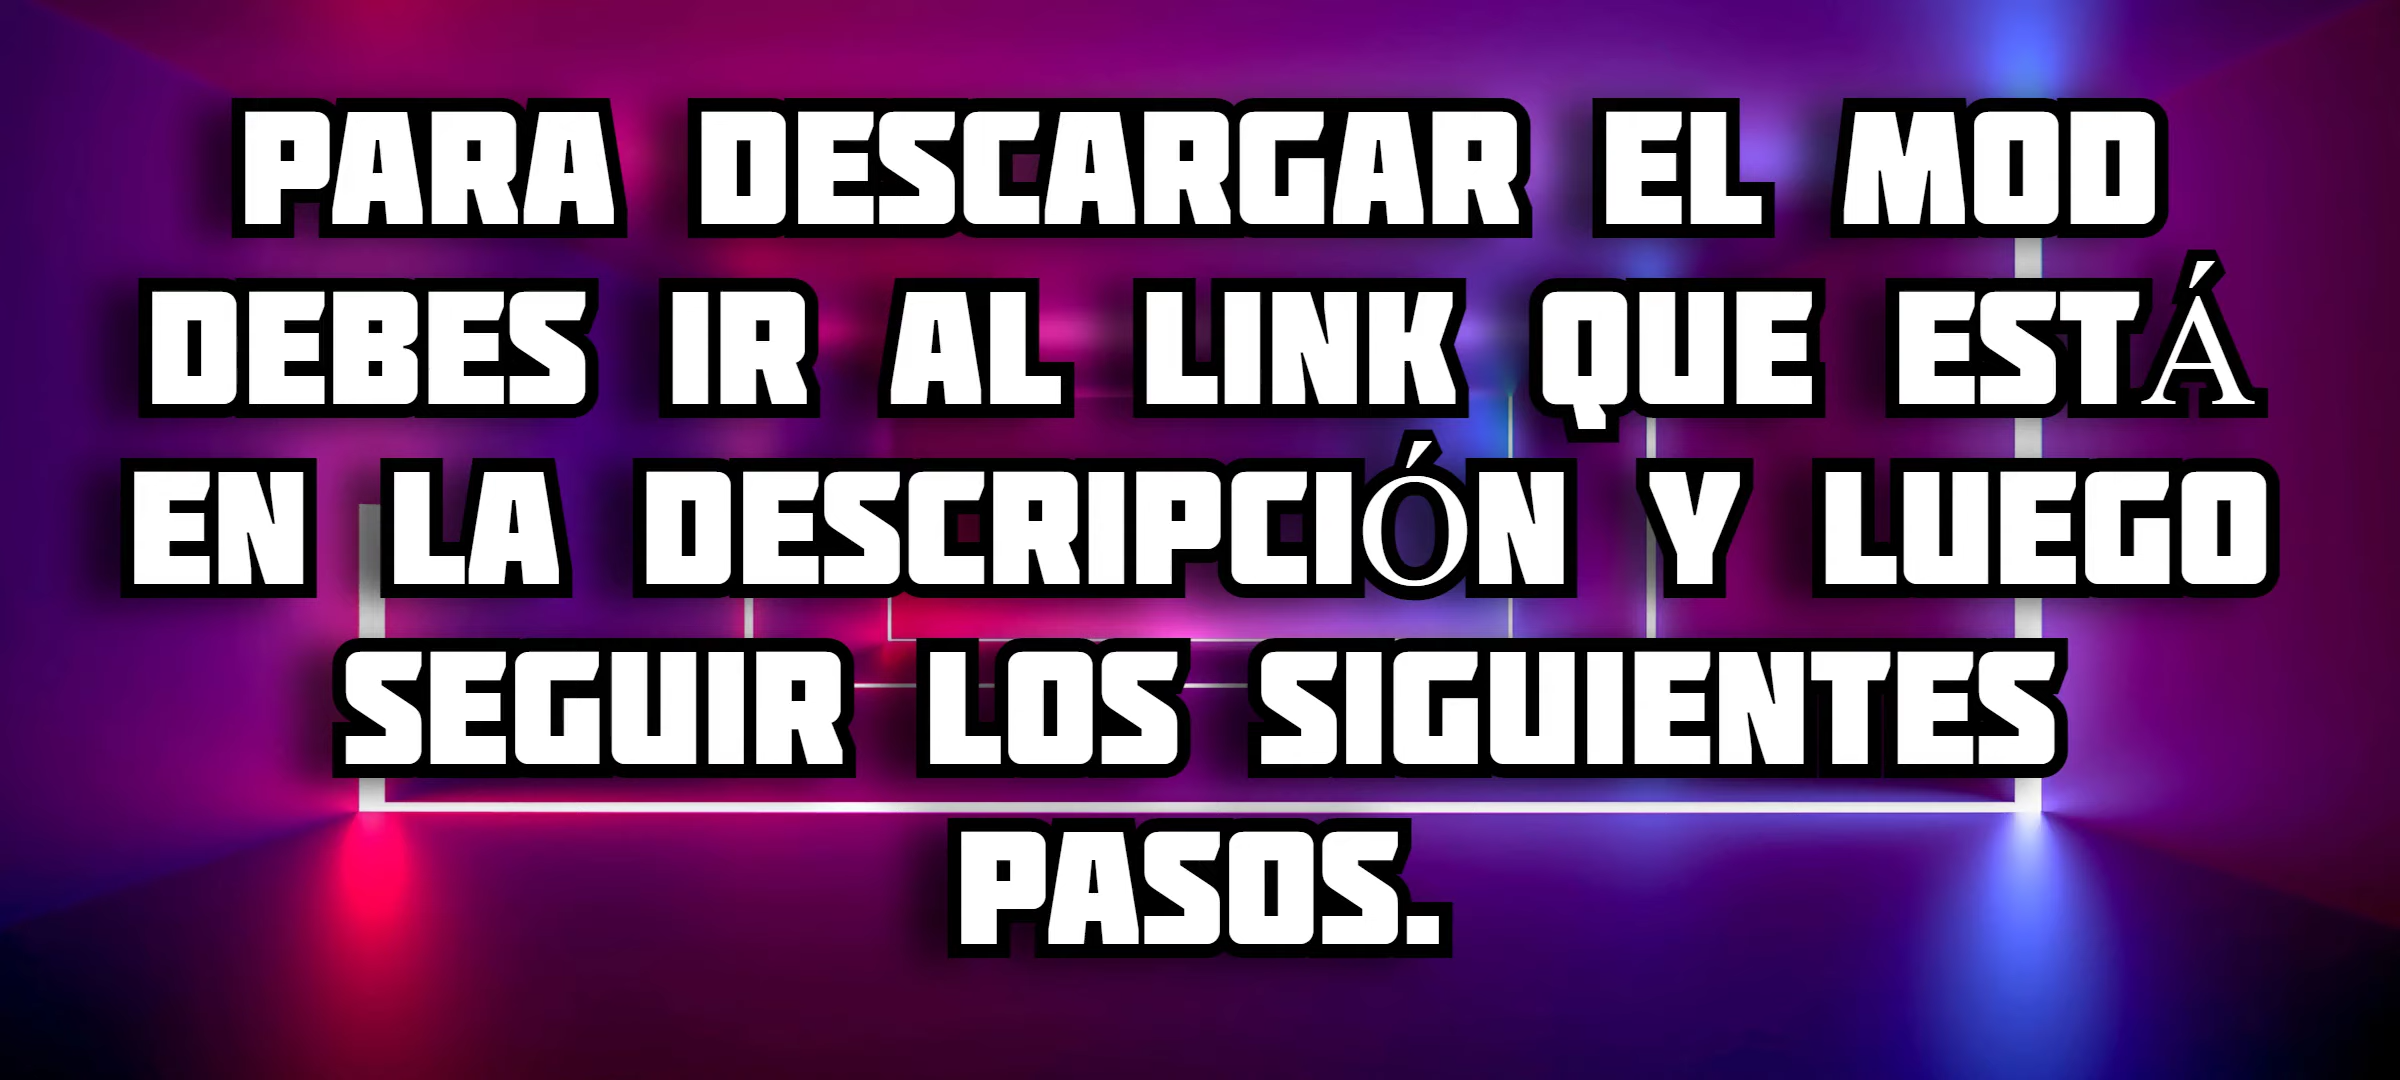 PARA DESCARGAR EL MOD
DEBES IR AL LINK QUE ESTÁ
EN LA DESCRIPCIÓN Y LUEGO
SEGUIR LOS SIGUIENTES
PASOS.